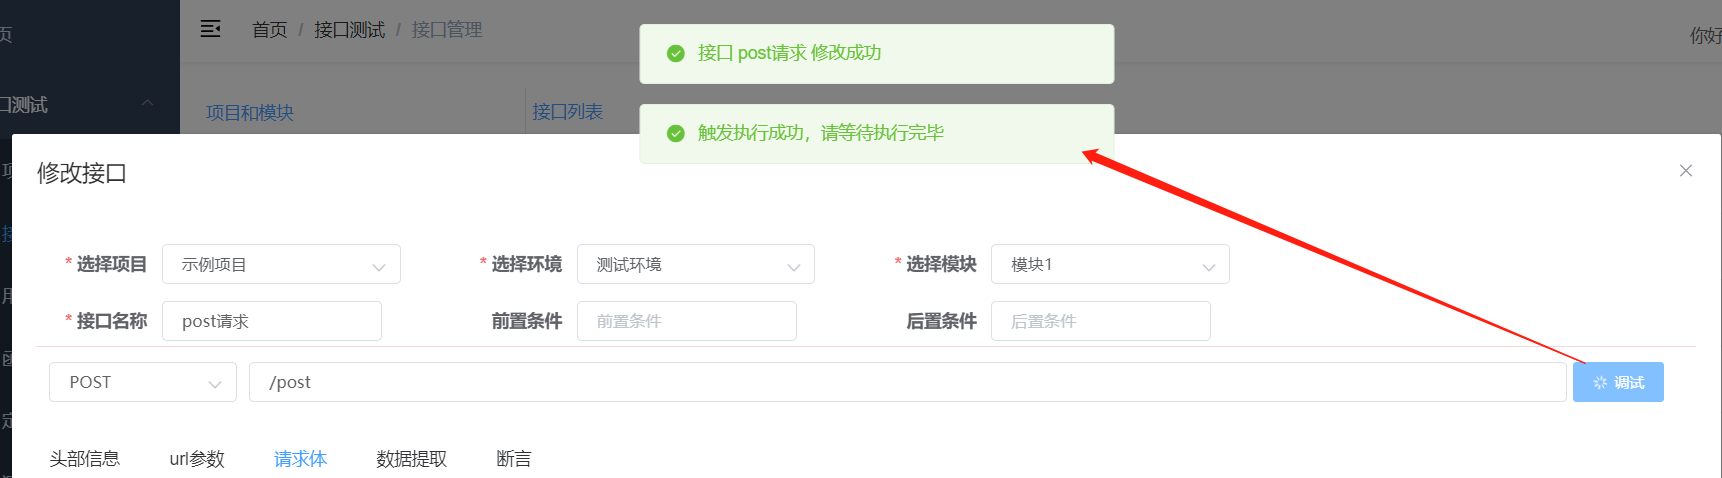 页
首页 / 接口测试 / 接口管理
你好
接口 post请求 修改成功
口测试
项目和模块
接口列表
触发执行成功，请等待执行完毕
修改接口
* 选择项目 示例项目
* 选择环境 测试环境
* 选择模块 模块1
* 接口名称 post请求
前置条件 前置条件
后置条件 后置条件
POST
/post
调试
头部信息
url参数
请求体
数据提取
断言